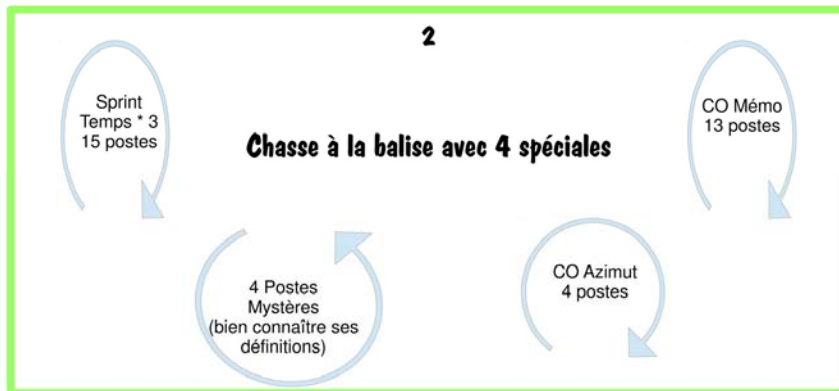 2
Sprint
Temps * 3
15 postes
CO Mémo
13 postes
Chasse à la balise avec 4 spéciales
4 Postes
Mystères
(bien connaître ses
définitions)
CO Azimut
4 postes